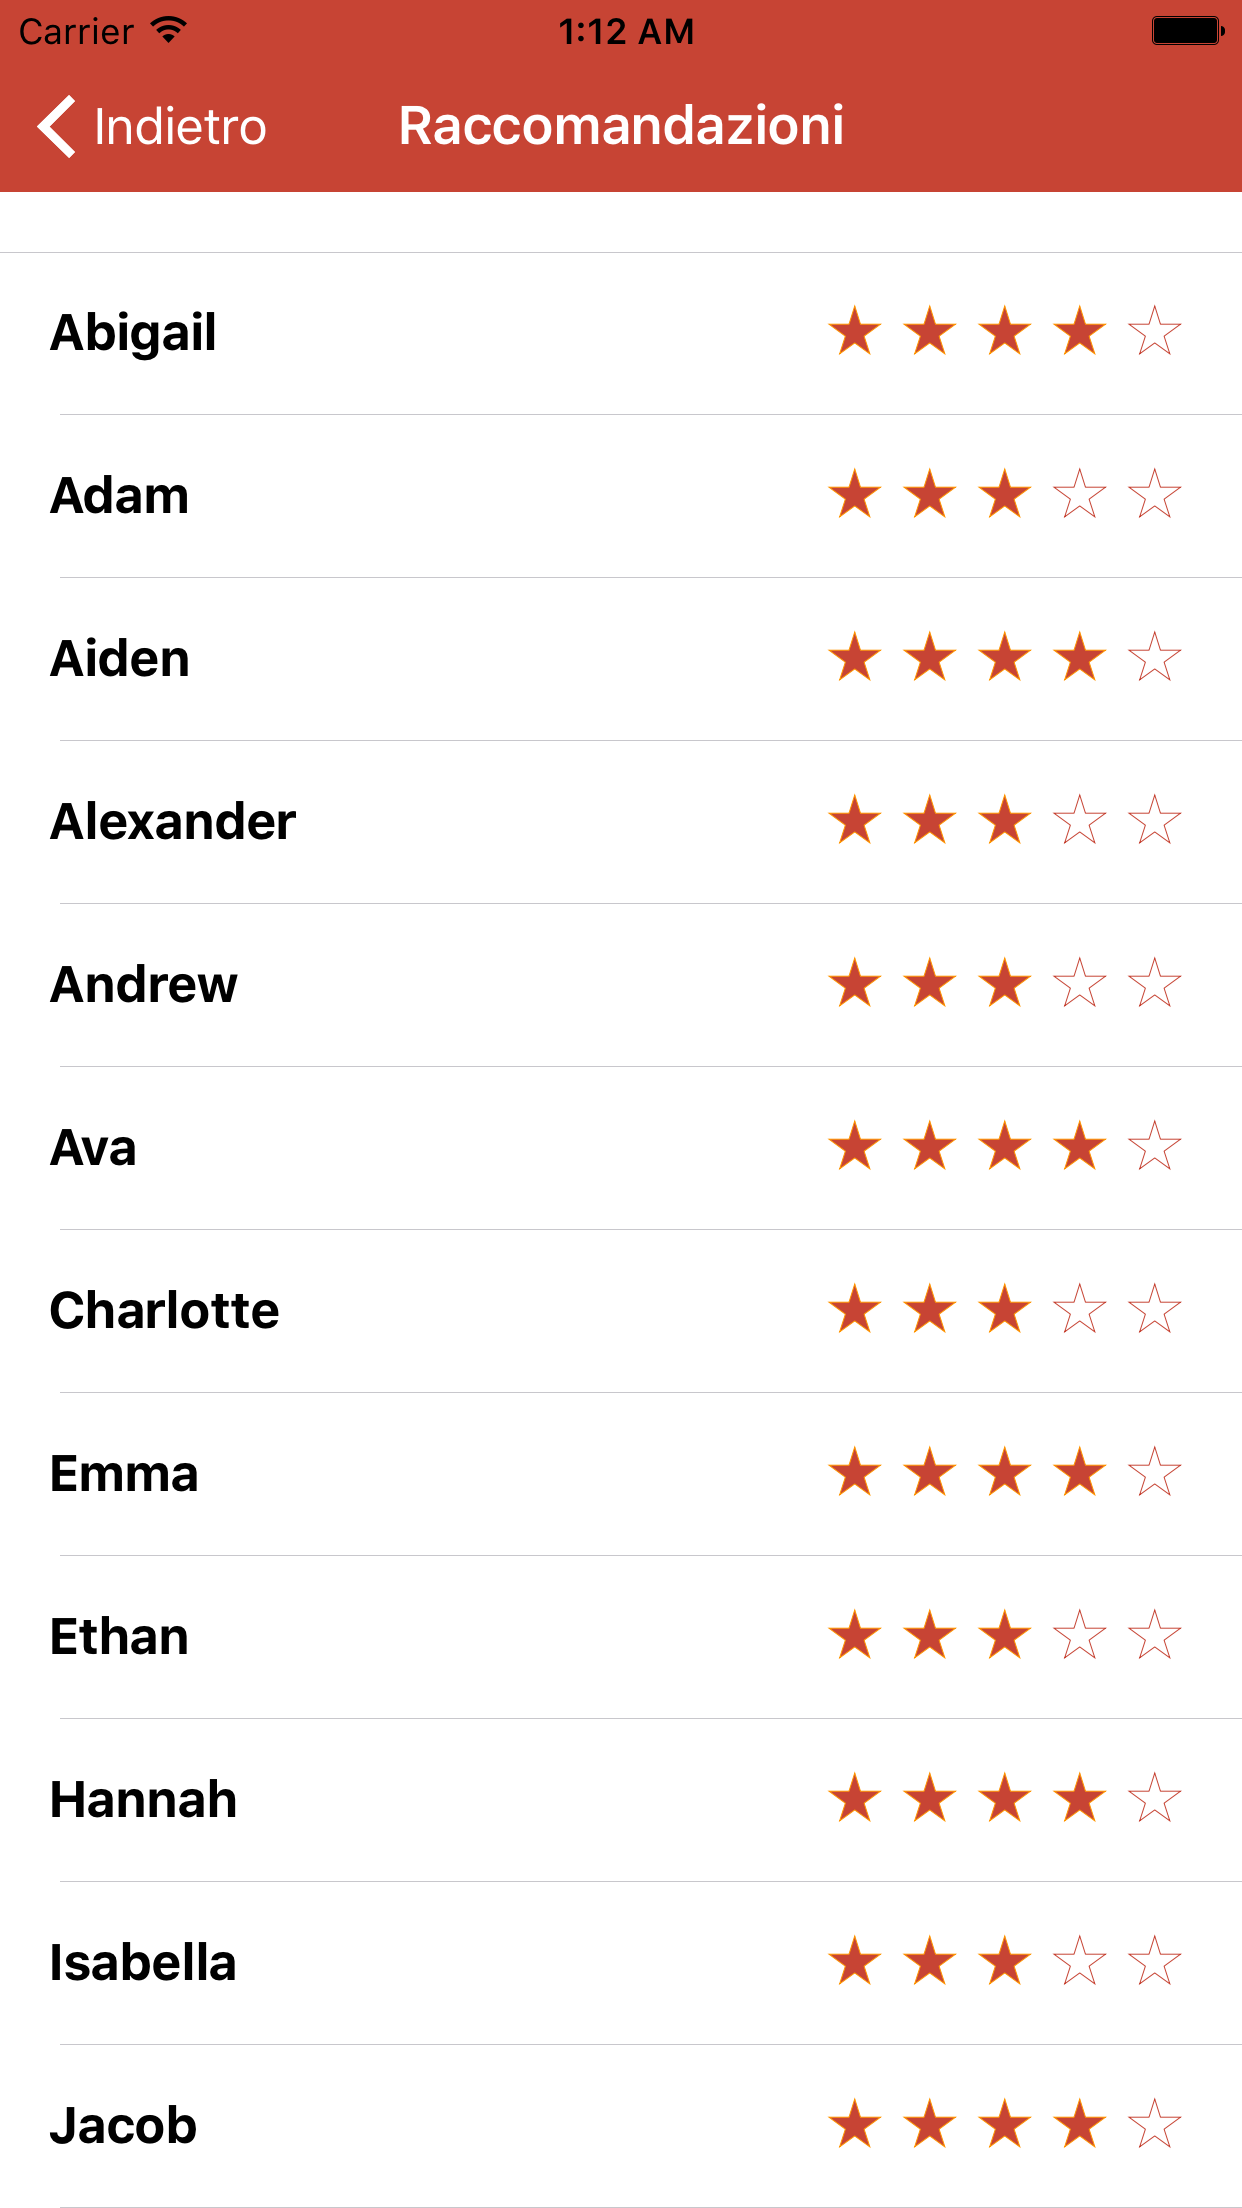 Carrier 1:12 AM
Indietro Raccomandazioni
Abigail ★★★★☆
Adam ★★★☆☆
Aiden ★★★★☆
Alexander ★★★☆☆
Andrew ★★★☆☆
Ava ★★★★☆
Charlotte ★★★☆☆
Emma ★★★★☆
Ethan ★★★☆☆
Hannah ★★★★☆
Isabella ★★★☆☆
Jacob ★★★★☆